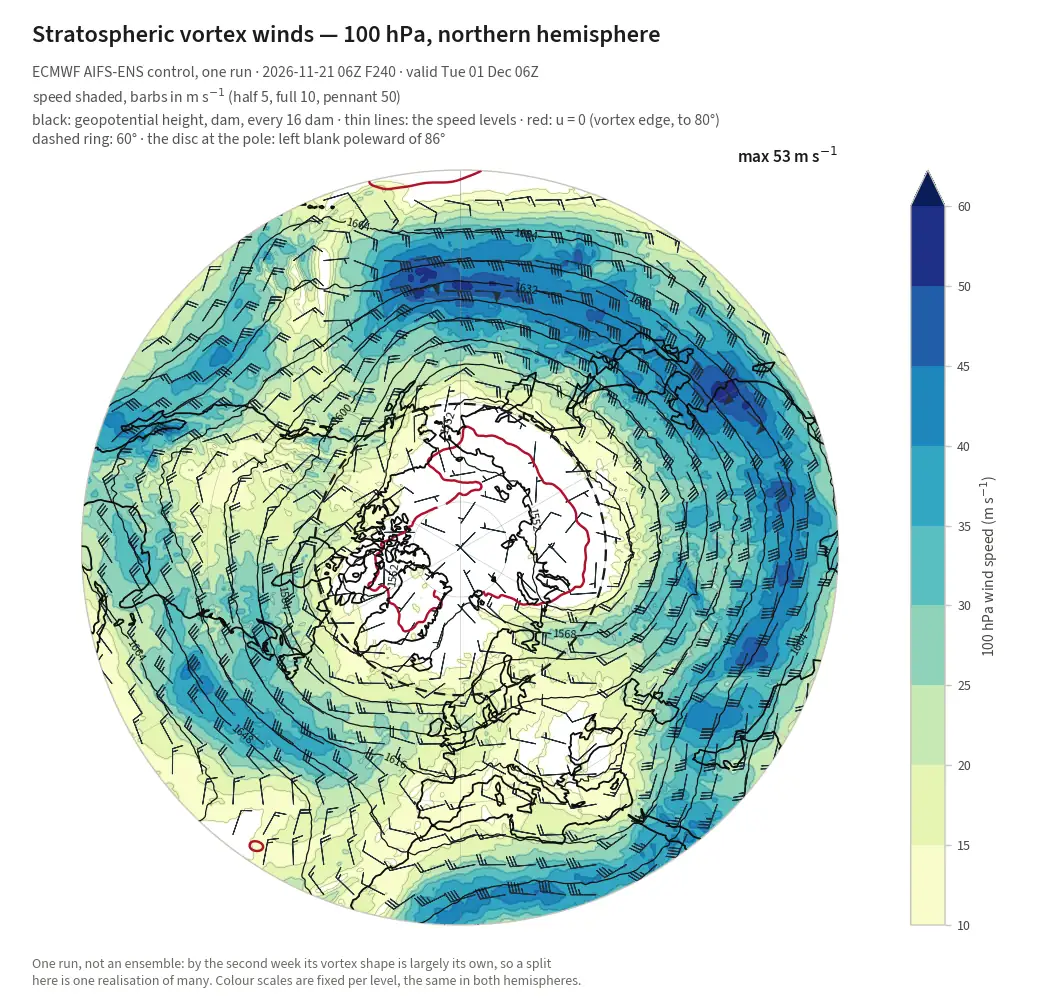 Stratospheric vortex winds — 100 hPa, northern hemisphere
ECMWF AIFS-ENS control, one run · 2026-11-21 06Z F240 · valid Tue 01 Dec 06Z
speed shaded, barbs in m s⁻¹ (half 5, full 10, pennant 50)
black: geopotential height, dam, every 16 dam · thin lines: the speed levels · red: u = 0 (vortex edge, to 80°)
dashed ring: 60° · the disc at the pole: left blank poleward of 86°
max 53 m s⁻¹
60
50
45
40
35
30
25
20
15
10
100 hPa wind speed (m s⁻¹)
1664
1632
1600
1552
1552
1568
1616
1648
One run, not an ensemble: by the second week its vortex shape is largely its own, so a split
here is one realisation of many. Colour scales are fixed per level, the same in both hemispheres.